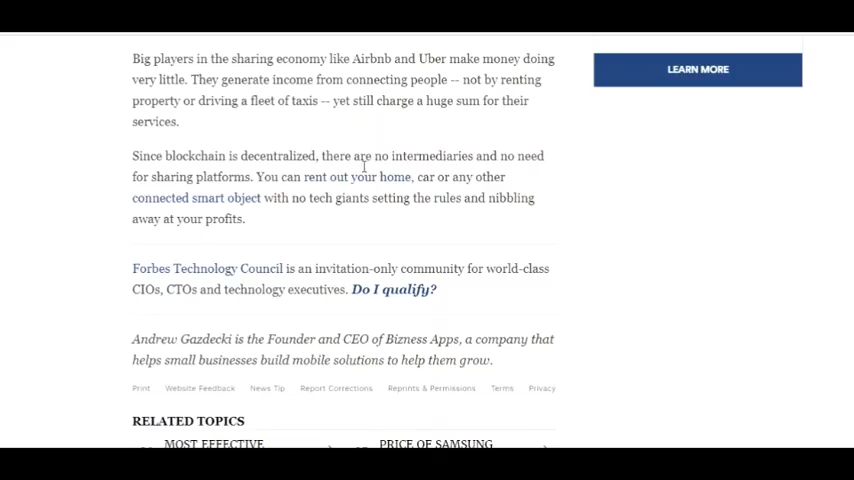 Big players in the sharing economy like Airbnb and Uber make money doing
LEARN MORE
very little. They generate income from connecting people -- not by renting
property or driving a fleet of taxis -- yet still charge a huge sum for their
services.
Since blockchain is decentralized, there are no intermediaries and no need
for sharing platforms. You can rent out your home, car or any other
connected smart object with no tech giants setting the rules and nibbling
away at your profits.
Forbes Technology Council is an invitation-only community for world-class
CIOs, CTOs and technology executives. Do I qualify?
Andrew Gazdecki is the Founder and CEO of Bizness Apps, a company that
helps small businesses build mobile solutions to help them grow.
Print Website Feedback News Tip Report Corrections Reprints & Permissions Terms Privacy
RELATED TOPICS
MOST EFFECTIVE PRICE OF SAMSUNG